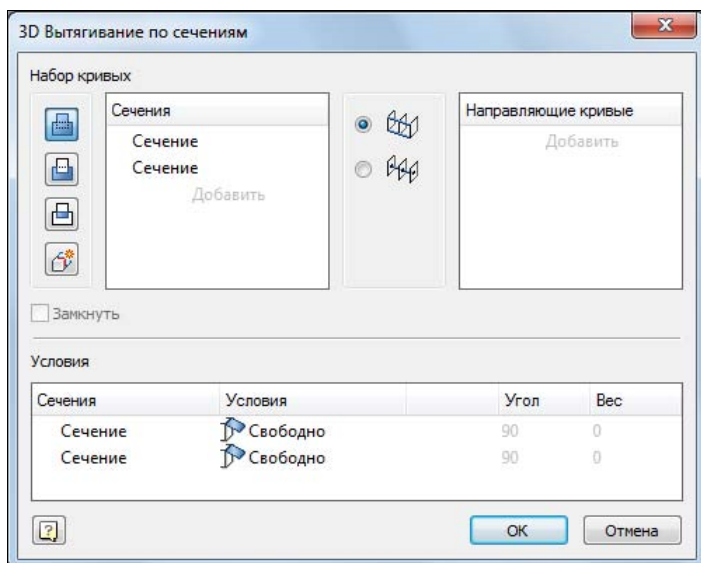 3D Вытягивание по сечениям
Набор кривых
Сечения
Сечение
Сечение
Добавить
Направляющие кривые
Добавить
Замкнуть
Условия
Сечения Условия Угол Вес
Сечение Свободно 90 0
Сечение Свободно 90 0
? OK Отмена